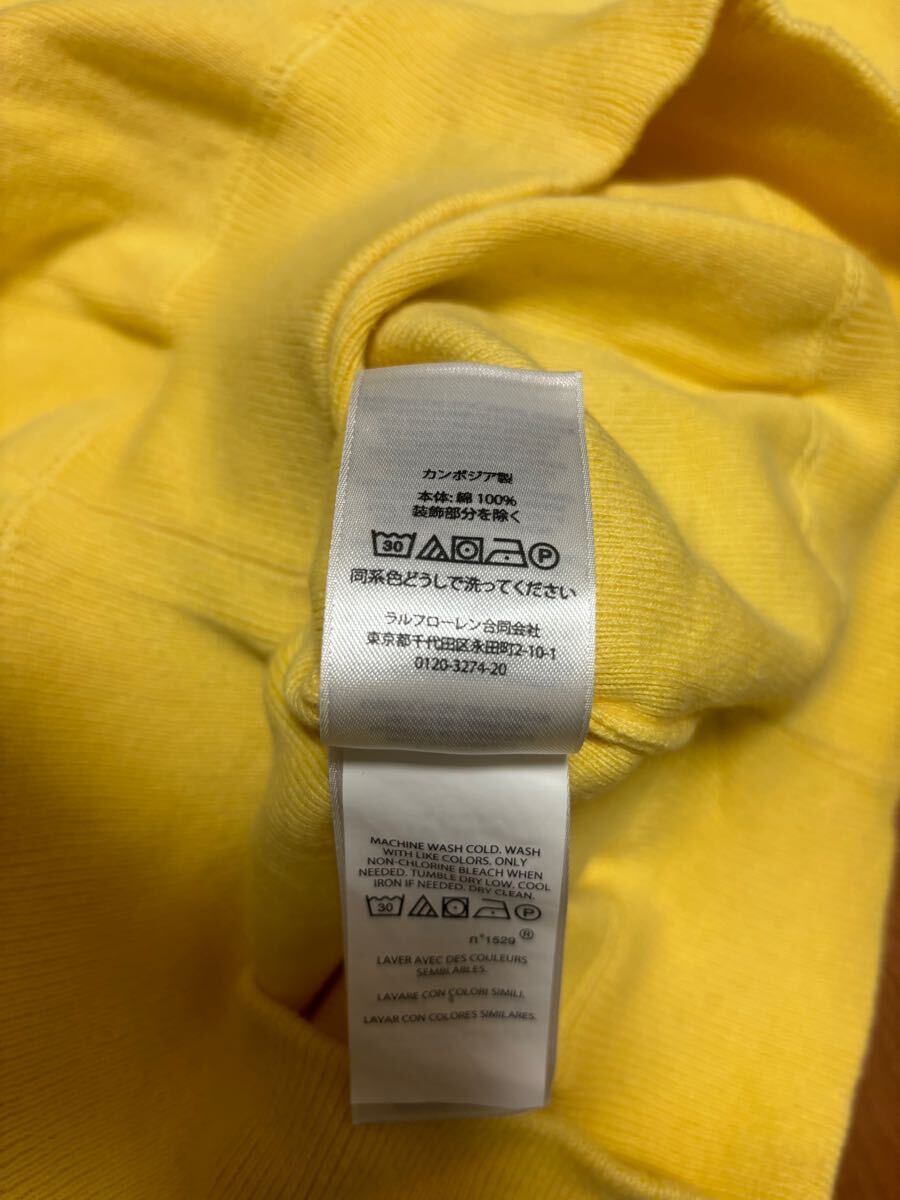 カンボジア製
本体: 綿 100%
装飾部分を除く
30 P
同系色どうしで洗ってください
ラルフローレン合同会社
東京都千代田区永田町2-10-1
0120-3274-20
MACHINE WASH COLD. WASH
WITH LIKE COLORS. ONLY
NON-CHLORINE BLEACH WHEN
NEEDED. TUMBLE DRY LOW. COOL
IRON IF NEEDED. DRY CLEAN.
30 P
n°1529 ®
LAVER AVEC DES COULEURS
SEMBLABLES.
LAVARE CON COLORI SIMILI.
LAVAR CON COLORES SIMILARES.